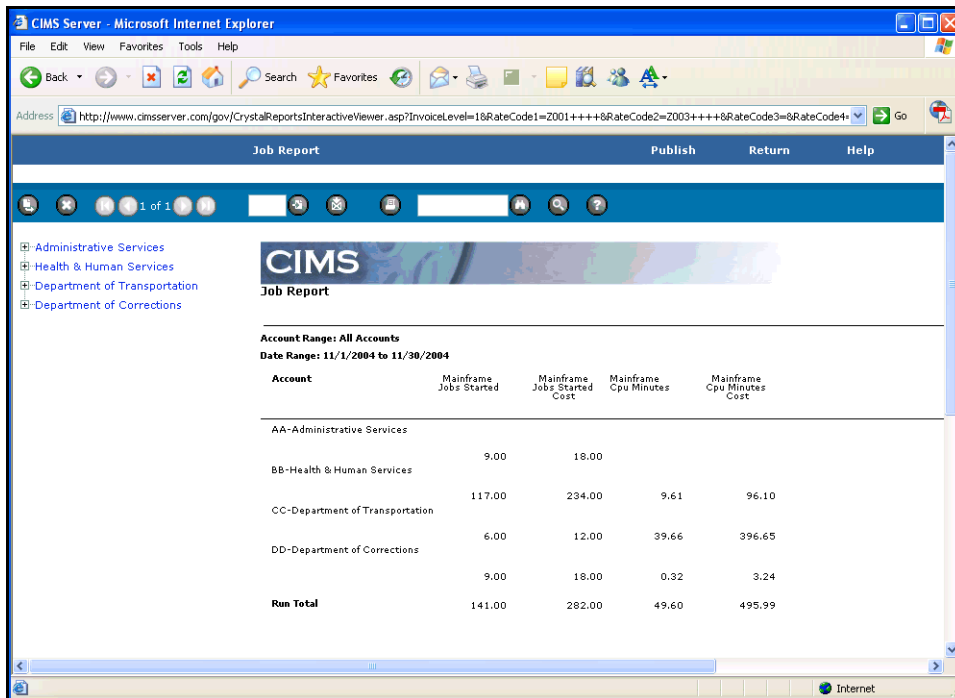 CIMS Server - Microsoft Internet Explorer
File Edit View Favorites Tools Help
Back Search Favorites
Address http://www.cimsserver.com/gov/CrystalReportsInteractiveViewer.asp?InvoiceLevel=1&RateCode1=Z001++++&RateCode2=Z003++++&RateCode3=&RateCode4= Go
Job Report Publish Return Help
1 of 1
Administrative Services
Health & Human Services
Department of Transportation
Department of Corrections
CIMS
Job Report
Account Range: All Accounts
Date Range: 11/1/2004 to 11/30/2004
Account Mainframe Mainframe Mainframe Mainframe
Jobs Started Jobs Started Cpu Minutes Cpu Minutes
Cost Cost
AA-Administrative Services
9.00 18.00
BB-Health & Human Services
117.00 234.00 9.61 96.10
CC-Department of Transportation
6.00 12.00 39.66 396.65
DD-Department of Corrections
9.00 18.00 0.32 3.24
Run Total 141.00 282.00 49.60 495.99
Internet